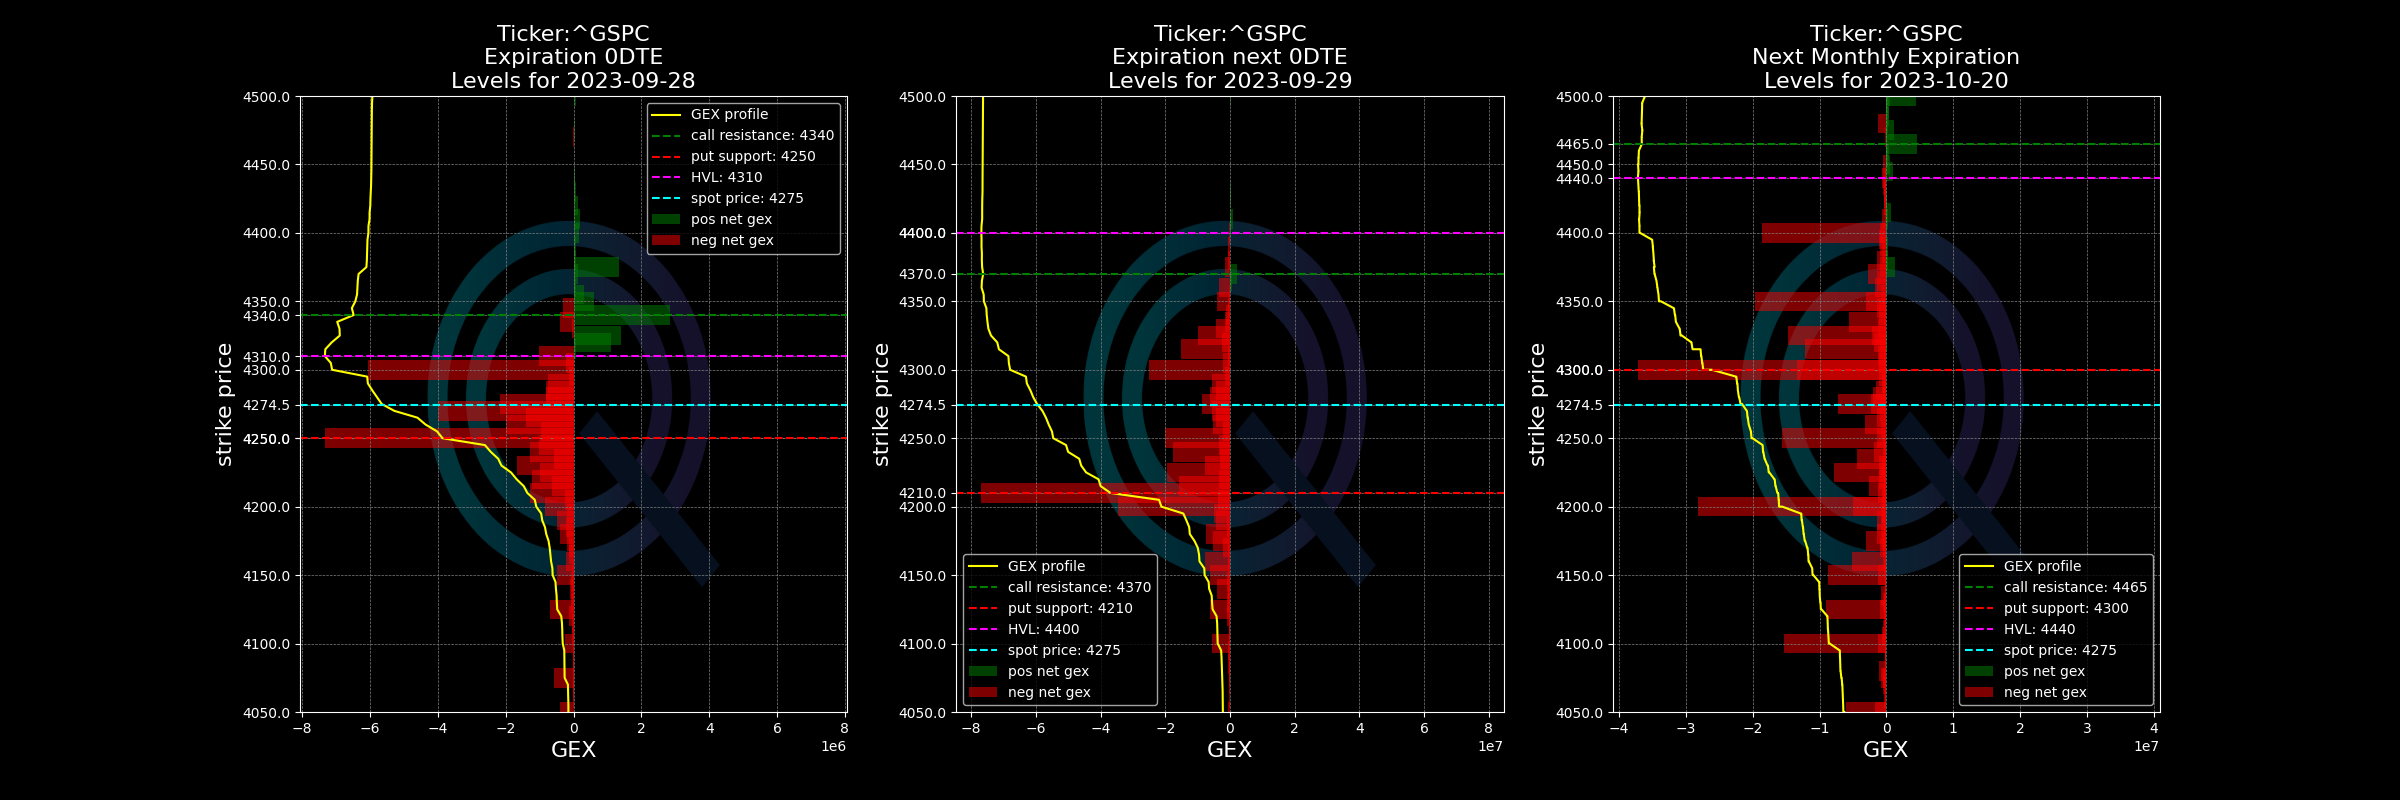 Ticker:^GSPC
Expiration 0DTE
Levels for 2023-09-28
4500.0
4450.0
4400.0
4350.0
4340.0
4310.0
4300.0
4274.5
4250.0
4200.0
4150.0
4100.0
4050.0
strike price
GEX profile
call resistance: 4340
put support: 4250
HVL: 4310
spot price: 4275
pos net gex
neg net gex
−8 −6 −4 −2 0 2 4 6 8
1e6
GEX
Ticker:^GSPC
Expiration next 0DTE
Levels for 2023-09-29
4500.0
4450.0
4400.0
4370.0
4350.0
4300.0
4274.5
4250.0
4210.0
4200.0
4150.0
4100.0
4050.0
strike price
GEX profile
call resistance: 4370
put support: 4210
HVL: 4400
spot price: 4275
pos net gex
neg net gex
−8 −6 −4 −2 0 2 4 6 8
1e7
GEX
Ticker:^GSPC
Next Monthly Expiration
Levels for 2023-10-20
4500.0
4465.0
4450.0
4440.0
4400.0
4350.0
4300.0
4274.5
4250.0
4200.0
4150.0
4100.0
4050.0
strike price
GEX profile
call resistance: 4465
put support: 4300
HVL: 4440
spot price: 4275
pos net gex
neg net gex
−4 −3 −2 −1 0 1 2 3 4
1e7
GEX